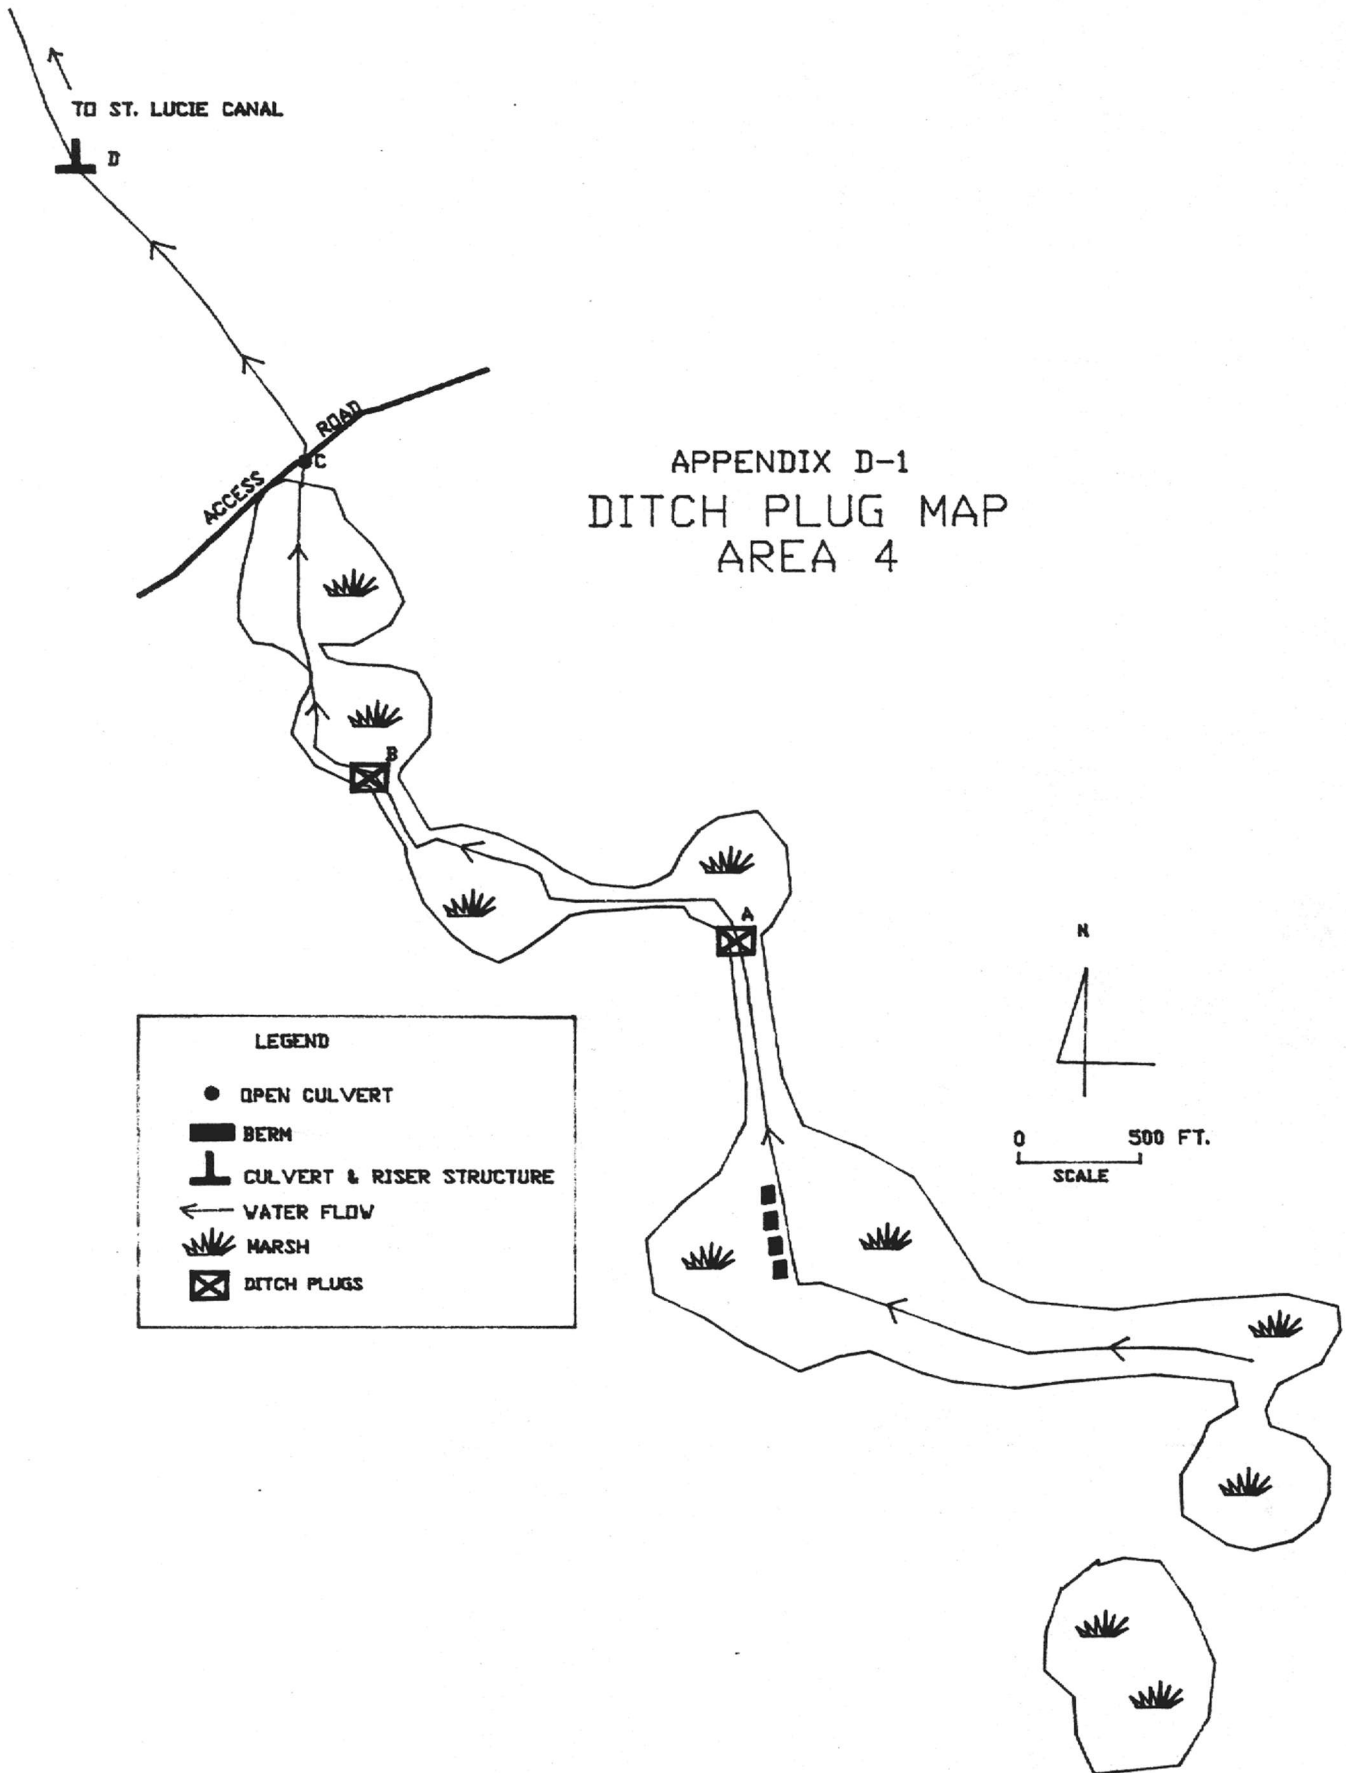 TO ST. LUCIE CANAL
D
ROAD
C
ACCESS
APPENDIX D-1
DITCH PLUG MAP
AREA 4
B
A
N
0 500 FT.
SCALE
LEGEND
OPEN CULVERT
BERM
CULVERT & RISER STRUCTURE
WATER FLOW
MARSH
DITCH PLUGS